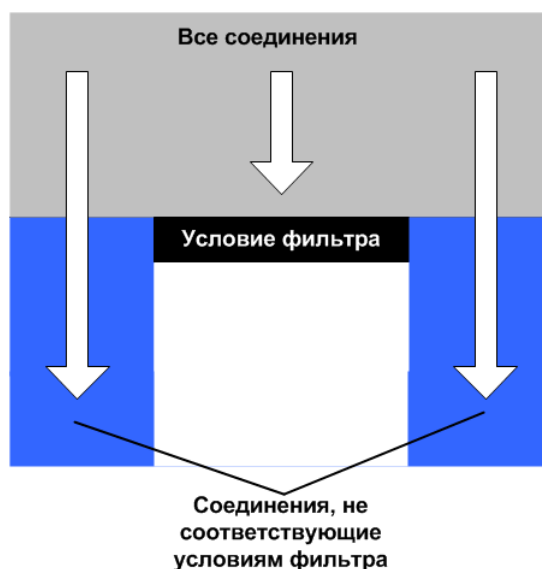 Все соединения
Условие фильтра
Соединения, не
соответствующие
условиям фильтра